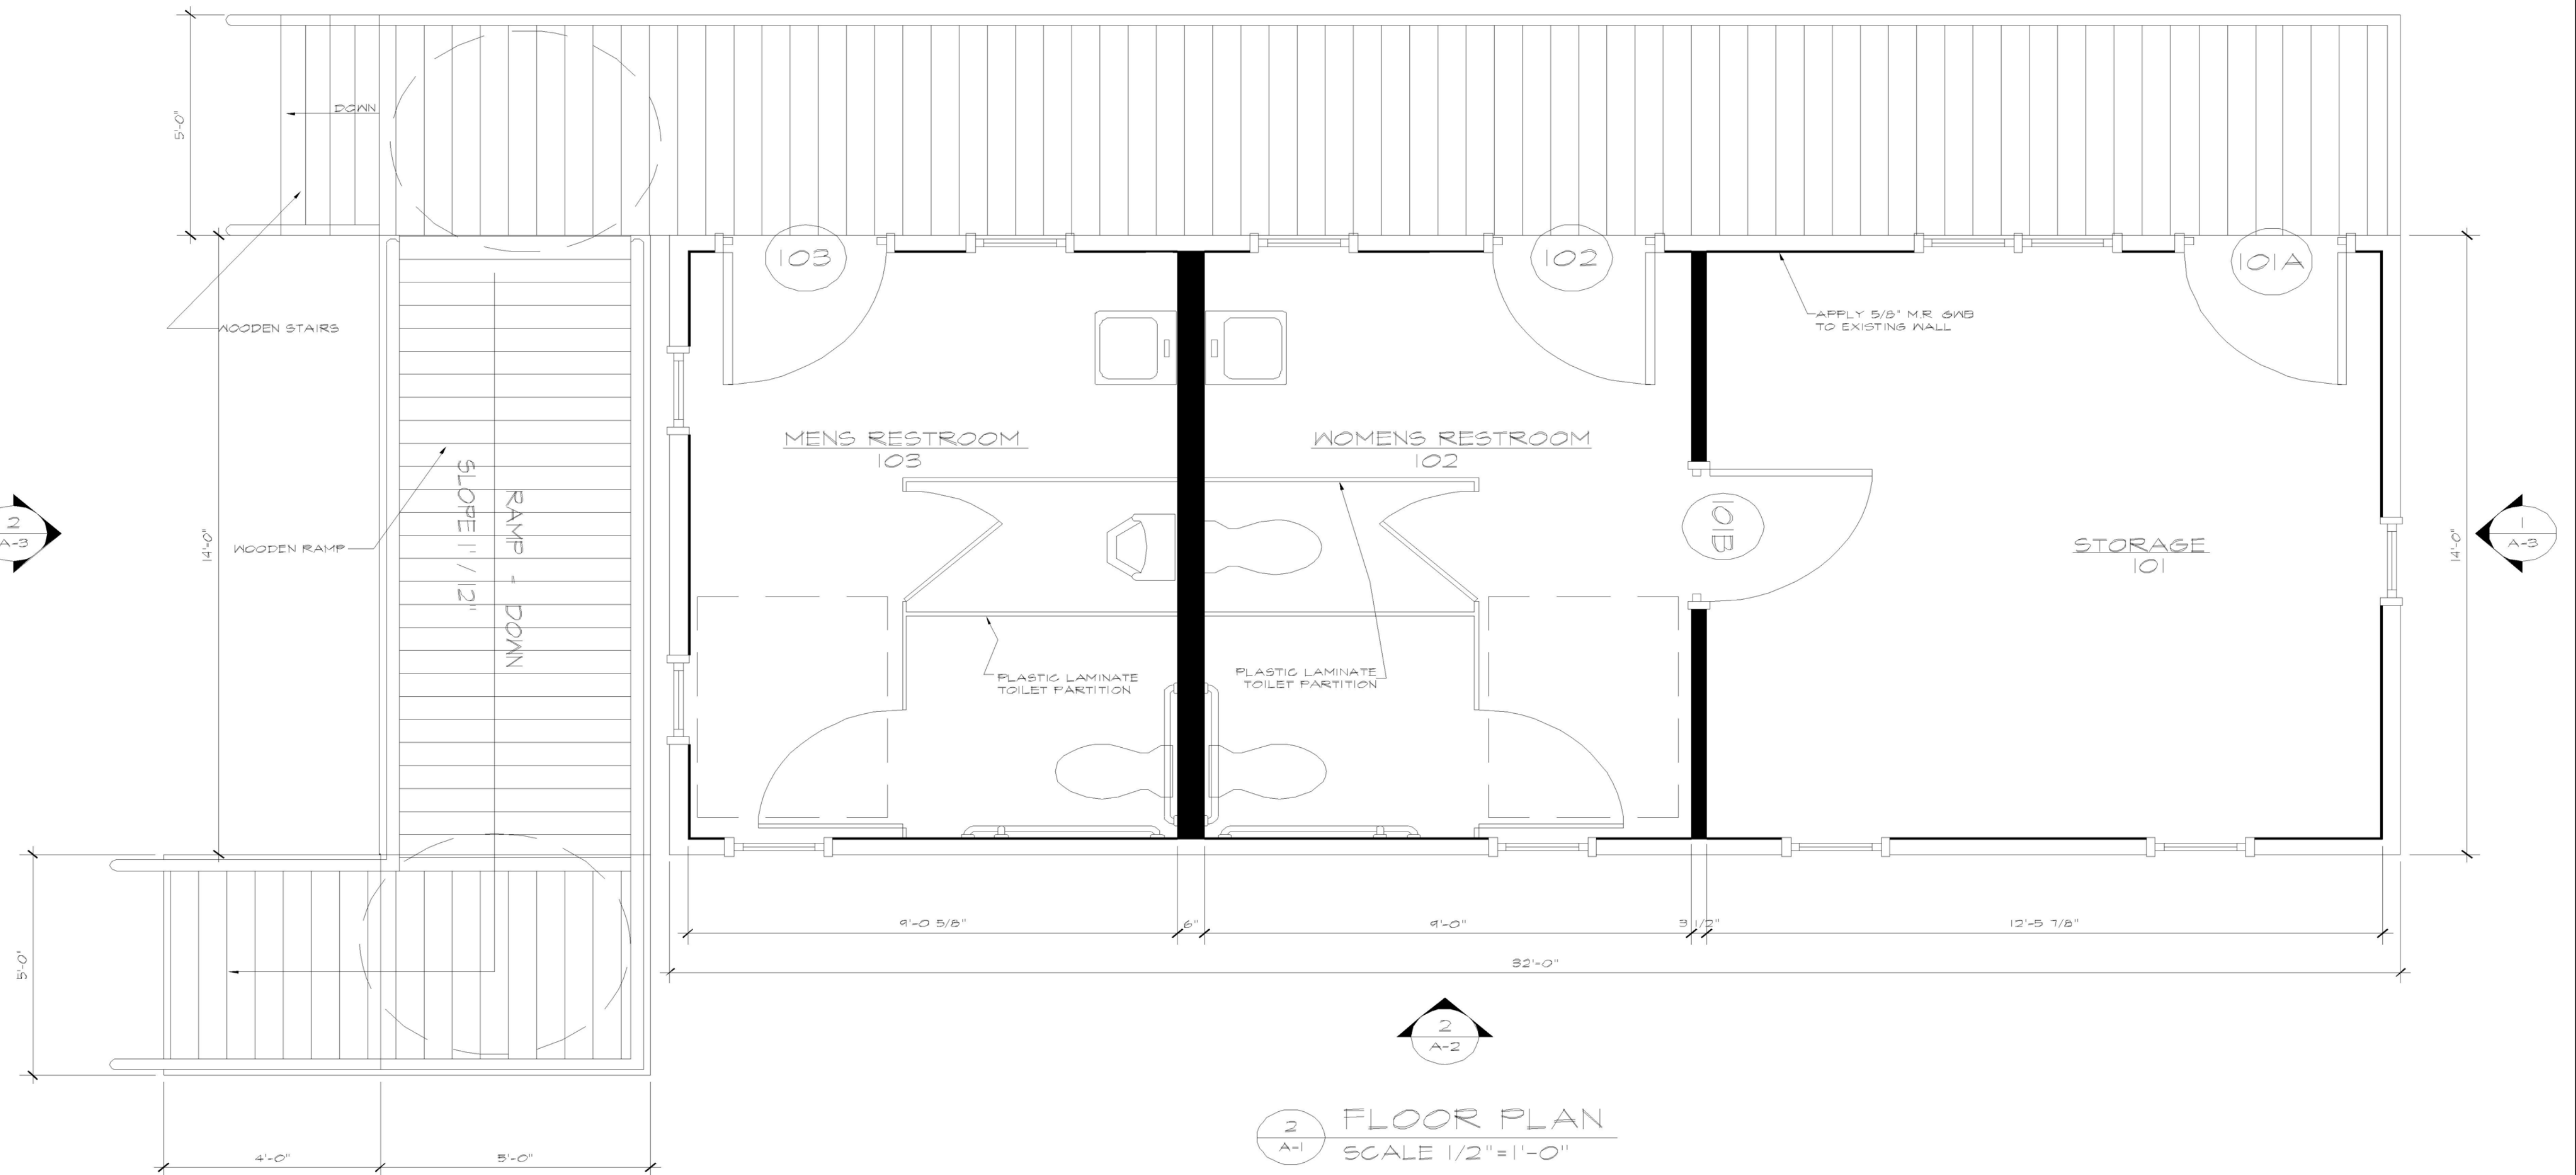 5'-0"
DOWN
103
102
101A
WOODEN STAIRS
APPLY 5/8" M.R. GWB
TO EXISTING WALL
MENS RESTROOM
103
WOMENS RESTROOM
102
2
A-3
14'-0"
WOODEN RAMP
RAMP - DOWN
SLOPE 1" / 12"
101B
STORAGE
101
14'-0"
1
A-3
PLASTIC LAMINATE
TOILET PARTITION
PLASTIC LAMINATE
TOILET PARTITION
5'-0"
9'-0 5/8"
6"
9'-0"
3 1/2"
12'-5 7/8"
32'-0"
2
A-2
4'-0"
5'-0"
2
A-1
FLOOR PLAN
SCALE 1/2"=1'-0"